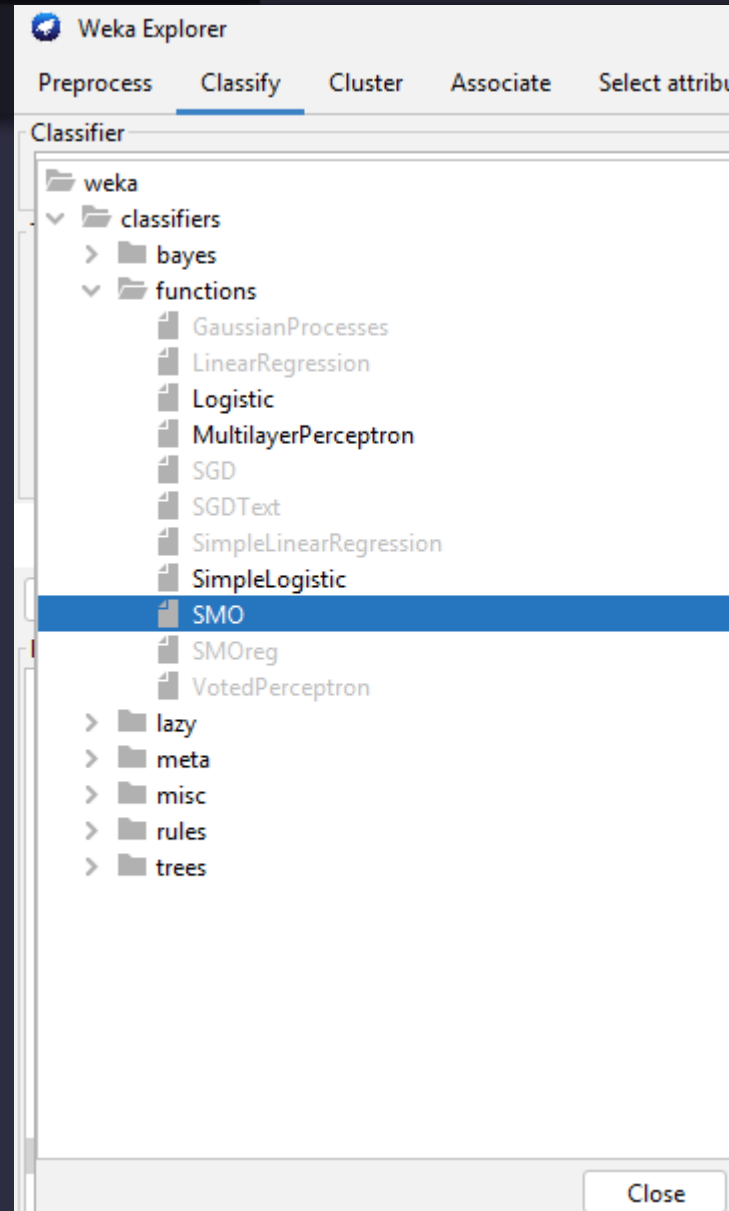 Weka Explorer
Preprocess Classify Cluster Associate Select attribu
Classifier
weka
classifiers
bayes
functions
GaussianProcesses
LinearRegression
Logistic
MultilayerPerceptron
SGD
SGDText
SimpleLinearRegression
SimpleLogistic
SMO
SMOreg
VotedPerceptron
lazy
meta
misc
rules
trees
Close